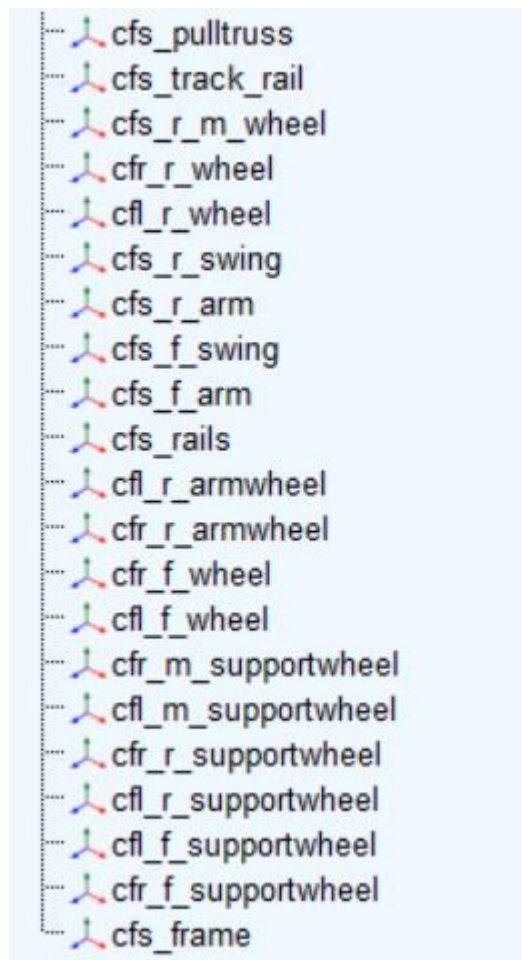 cfs_pulltruss
cfs_track_rail
cfs_r_m_wheel
cfr_r_wheel
cfl_r_wheel
cfs_r_swing
cfs_r_arm
cfs_f_swing
cfs_f_arm
cfs_rails
cfl_r_armwheel
cfr_r_armwheel
cfr_f_wheel
cfl_f_wheel
cfr_m_supportwheel
cfl_m_supportwheel
cfr_r_supportwheel
cfl_r_supportwheel
cfl_f_supportwheel
cfr_f_supportwheel
cfs_frame